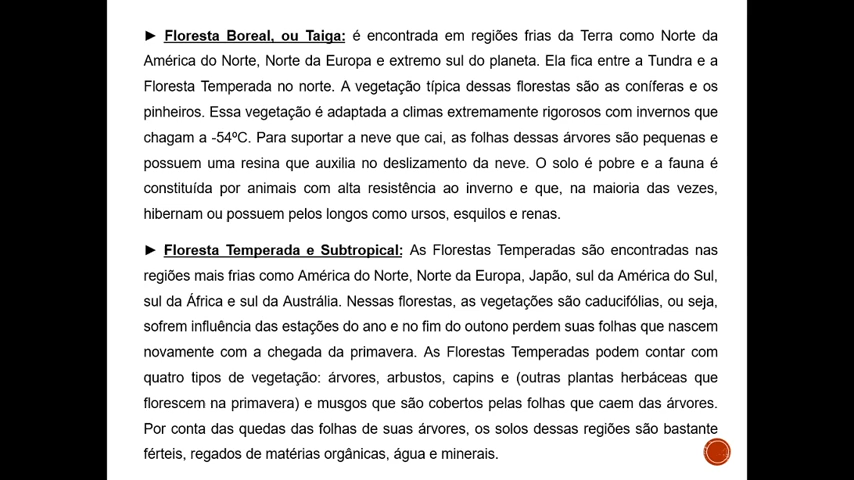 ► Floresta Boreal, ou Taiga: é encontrada em regiões frias da Terra como Norte da
América do Norte, Norte da Europa e extremo sul do planeta. Ela fica entre a Tundra e a
Floresta Temperada no norte. A vegetação típica dessas florestas são as coníferas e os
pinheiros. Essa vegetação é adaptada a climas extremamente rigorosos com invernos que
chagam a -54ºC. Para suportar a neve que cai, as folhas dessas árvores são pequenas e
possuem uma resina que auxilia no deslizamento da neve. O solo é pobre e a fauna é
constituída por animais com alta resistência ao inverno e que, na maioria das vezes,
hibernam ou possuem pelos longos como ursos, esquilos e renas.
► Floresta Temperada e Subtropical: As Florestas Temperadas são encontradas nas
regiões mais frias como América do Norte, Norte da Europa, Japão, sul da América do Sul,
sul da África e sul da Austrália. Nessas florestas, as vegetações são caducifólias, ou seja,
sofrem influência das estações do ano e no fim do outono perdem suas folhas que nascem
novamente com a chegada da primavera. As Florestas Temperadas podem contar com
quatro tipos de vegetação: árvores, arbustos, capins e (outras plantas herbáceas que
florescem na primavera) e musgos que são cobertos pelas folhas que caem das árvores.
Por conta das quedas das folhas de suas árvores, os solos dessas regiões são bastante
férteis, regados de matérias orgânicas, água e minerais.